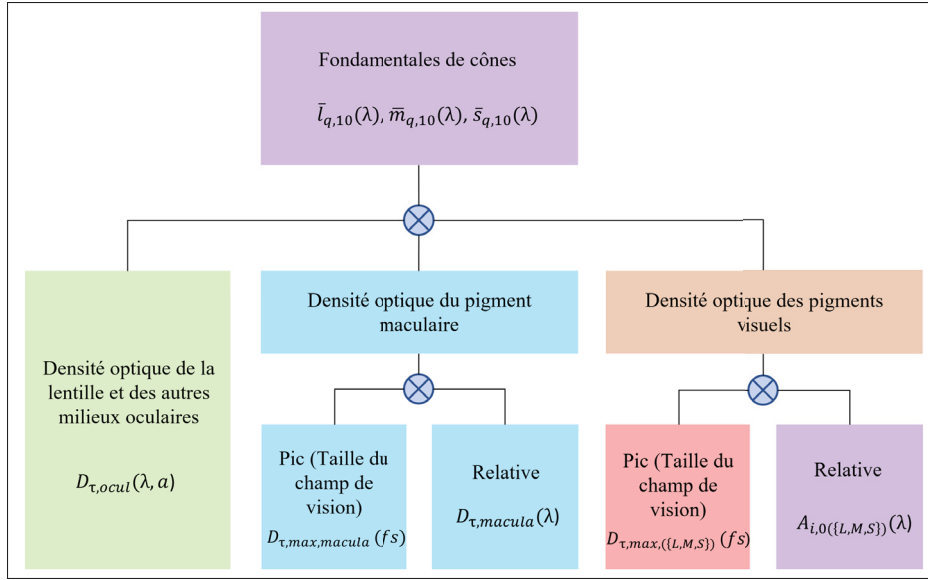 Fondamentales de cônes
l̄q,10(λ), m̄q,10(λ), s̄q,10(λ)
Densité optique de la
lentille et des autres
milieux oculaires
Dτ,ocul(λ, a)
Densité optique du pigment
maculaire
Pic (Taille du
champ de
vision)
Dτ,max,macula (fs)
Relative
Dτ,macula(λ)
Densité optique des pigments
visuels
Pic (Taille du
champ de
vision)
Dτ,max,({L,M,S}) (fs)
Relative
Ai,0({L,M,S})(λ)